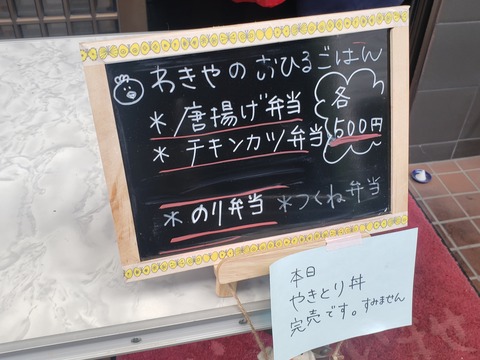 わきやの おひるごはん
* 唐揚げ弁当
* チキンカツ弁当
各
500円
* のり弁当 *つくね弁当
本日
やきとり丼
完売です。すみません